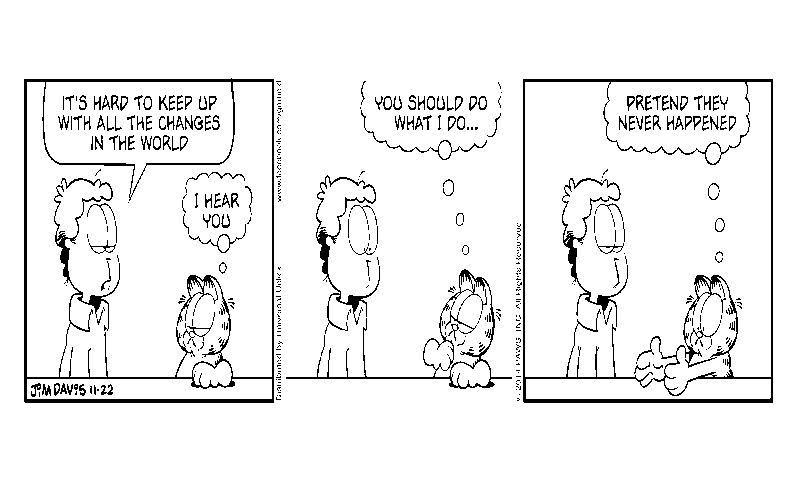 IT'S HARD TO KEEP UP
WITH ALL THE CHANGES
IN THE WORLD
I HEAR
YOU
JIM DAVIS 11-22
YOU SHOULD DO
WHAT I DO...
PRETEND THEY
NEVER HAPPENED